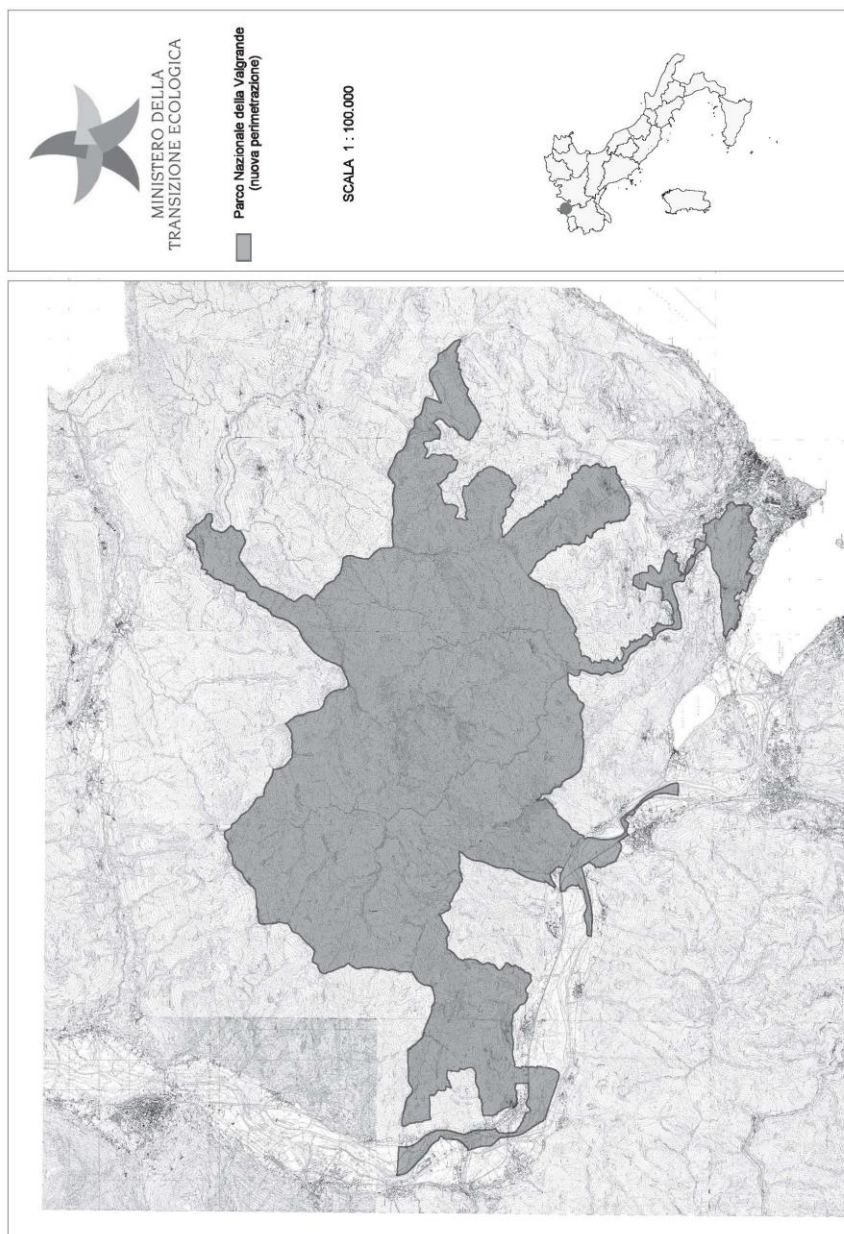 MINISTERO DELLA
TRANSIZIONE ECOLOGICA
Parco Nazionale della Valgrande
(nuova perimetrazione)
SCALA 1 : 100.000